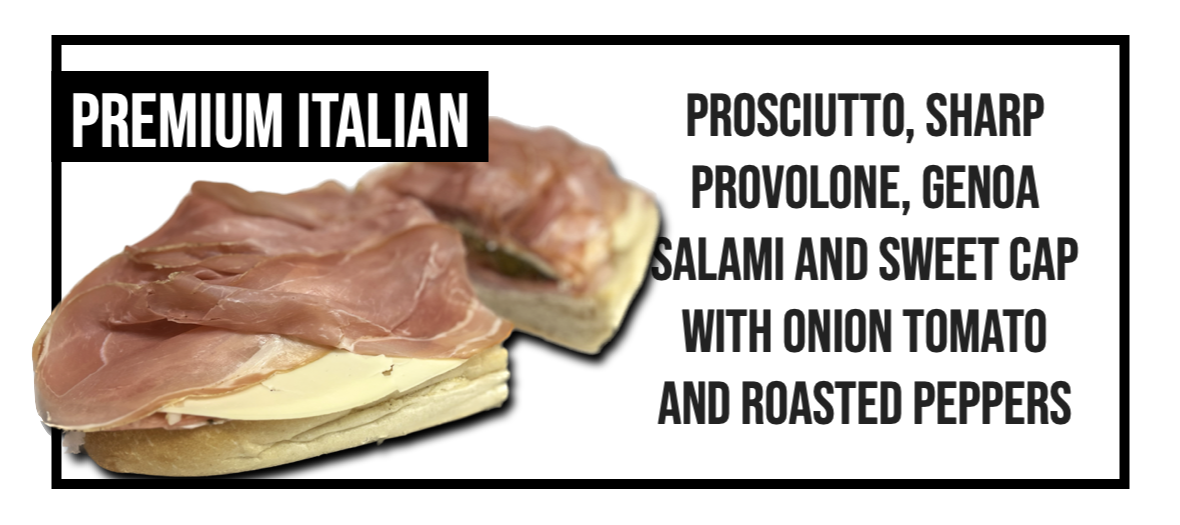 PREMIUM ITALIAN
PROSCIUTTO, SHARP
PROVOLONE, GENOA
SALAMI AND SWEET CAP
WITH ONION TOMATO
AND ROASTED PEPPERS